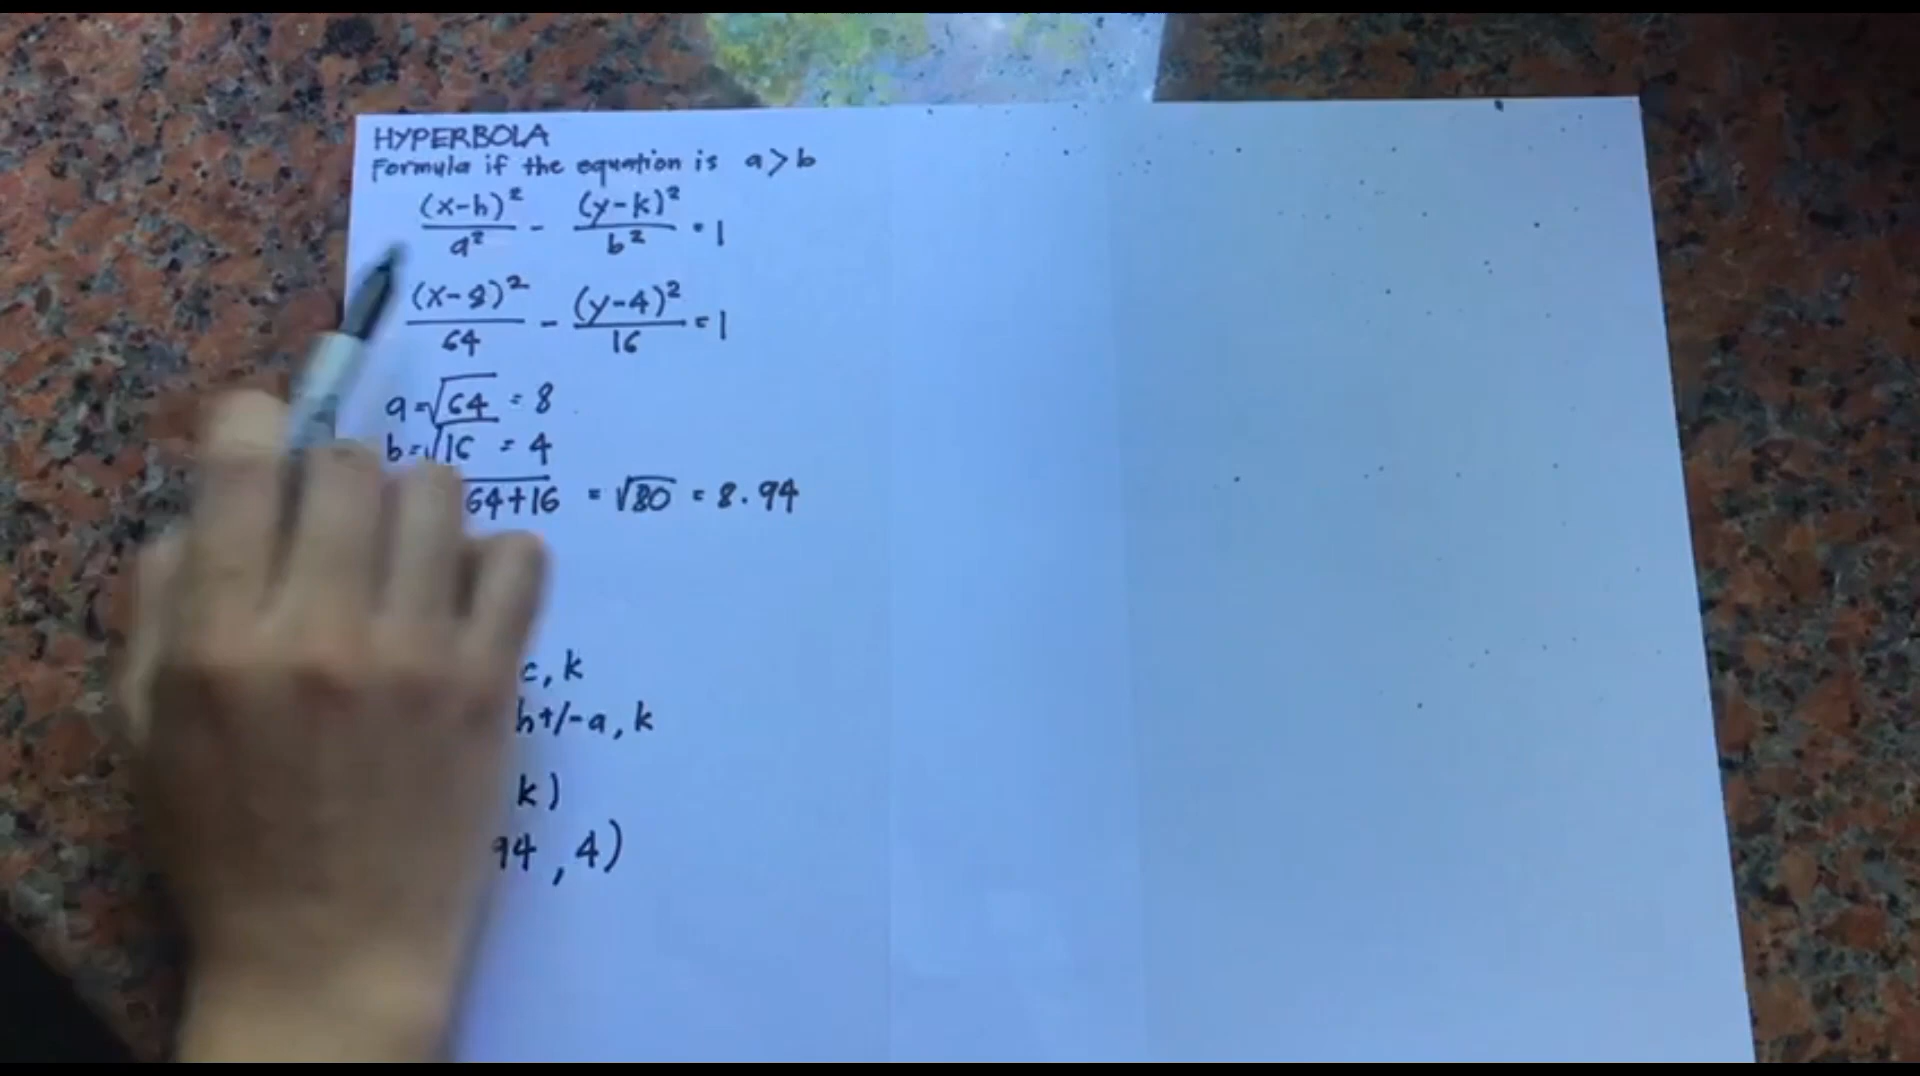 HYPERBOLA
Formula if the equation is a > b
(x-h)² / a² - (y-k)² / b² = 1
(x-8)² / 64 - (y-4)² / 16 = 1
a = √64 = 8
b = √16 = 4
64+16 = √80 = 8.94
c, k
h+/-a, k
k)
94, 4)